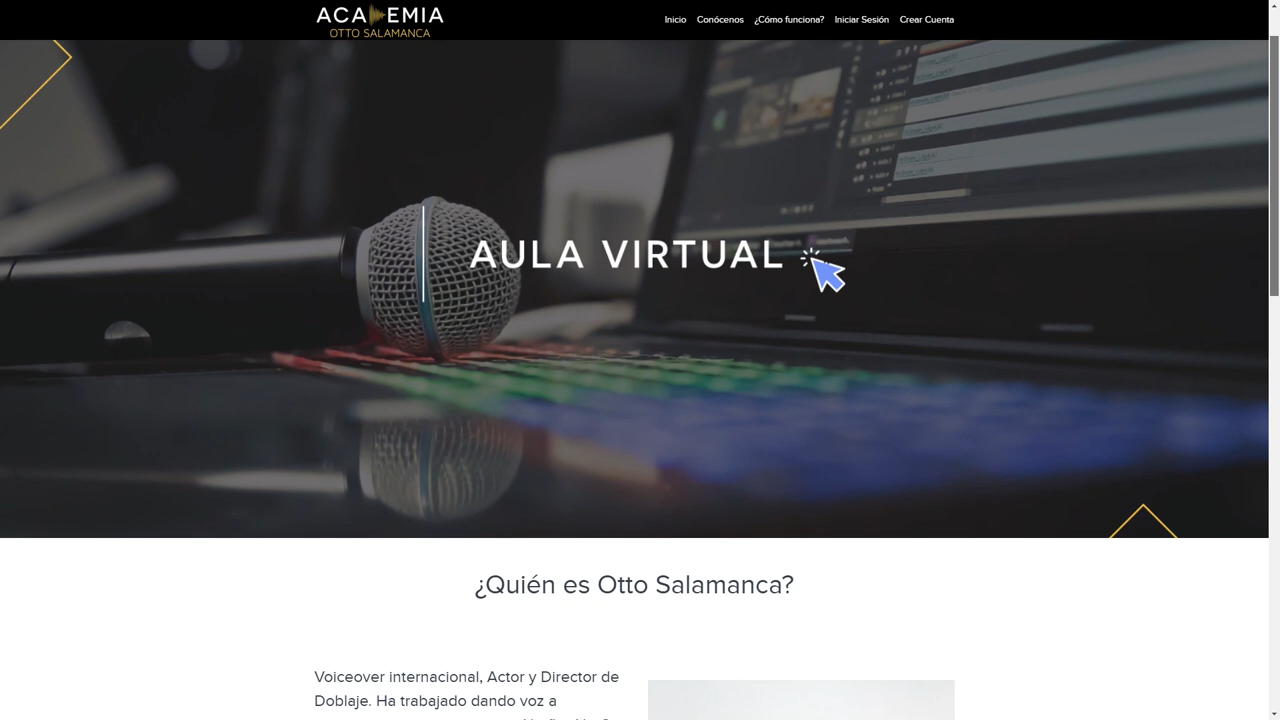 ACADEMIA
OTTO SALAMANCA
Inicio Conócenos ¿Cómo funciona? Iniciar Sesión Crear Cuenta
AULA VIRTUAL
¿Quién es Otto Salamanca?
Voiceover internacional, Actor y Director de
Doblaje. Ha trabajado dando voz a